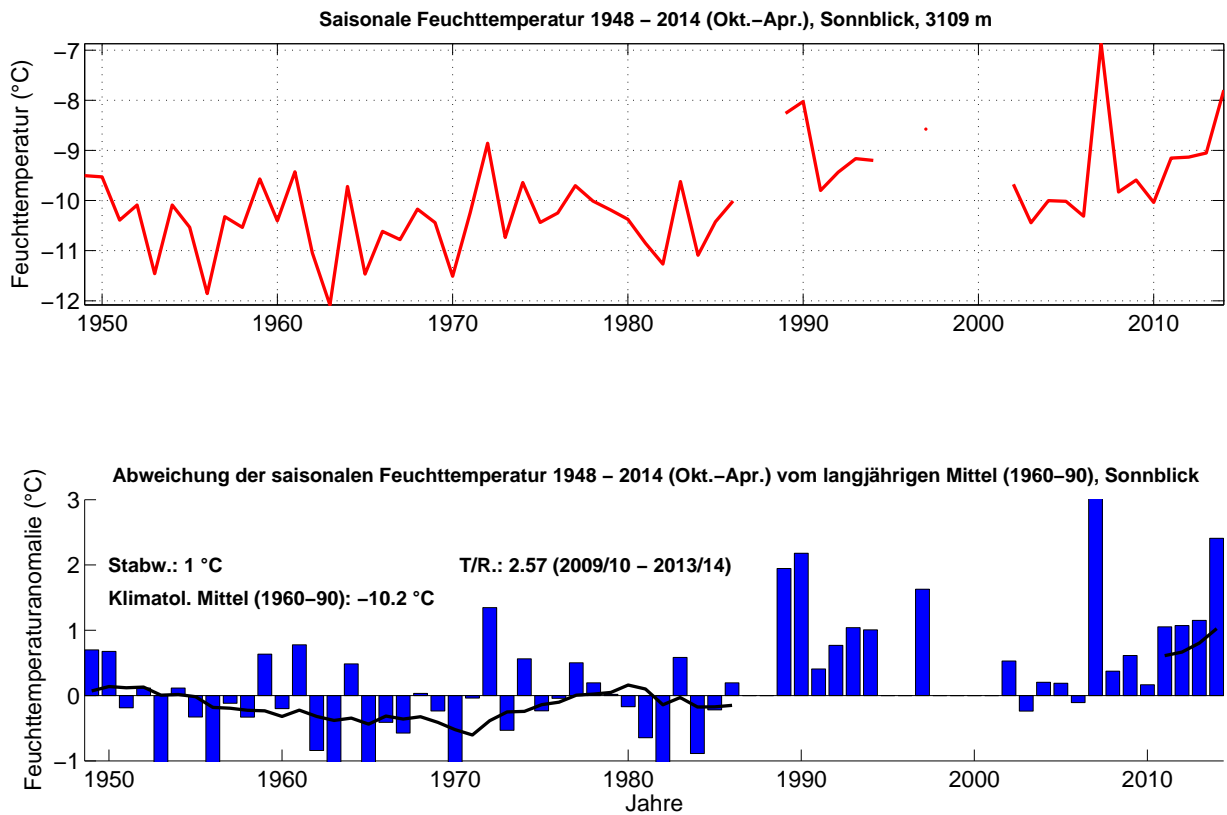 Saisonale Feuchttemperatur 1948 – 2014 (Okt.–Apr.), Sonnblick, 3109 m
Feuchttemperatur (°C)
−7
−8
−9
−10
−11
−12
1950 1960 1970 1980 1990 2000 2010
Abweichung der saisonalen Feuchttemperatur 1948 – 2014 (Okt.–Apr.) vom langjährigen Mittel (1960–90), Sonnblick
Feuchttemperaturanomalie (°C)
3
2
1
0
−1
Stabw.: 1 °C T/R.: 2.57 (2009/10 – 2013/14)
Klimatol. Mittel (1960–90): −10.2 °C
1950 1960 1970 1980 1990 2000 2010
Jahre